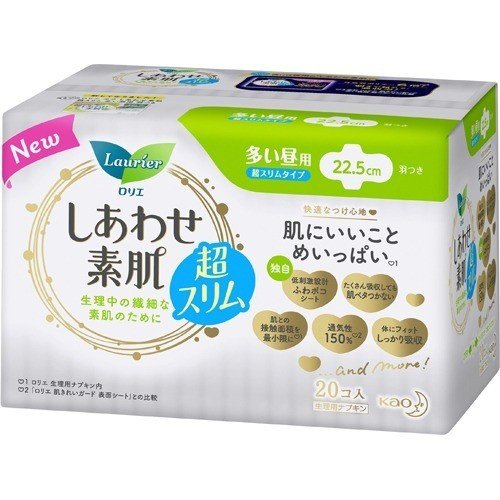 New
Laurier
ロリエ
しあわせ
素肌
超
スリム
生理中の繊細な
素肌のために
♡1 ロリエ 生理用ナプキン内
♡2「ロリエ 肌きれいガード 表面シート」との比較
多い昼用
超スリムタイプ
22.5cm
羽つき
快適なつけ心地
肌にいいこと
めいっぱい♡1
独自
低刺激設計
ふわポコ
シート
たくさん吸収しても
肌ベタつかない
肌との
接触面積を
最小限に♡1
通気性
150%♡2
体にフィット
しっかり吸収
...and more!
20コ入
生理用ナプキン
Kao